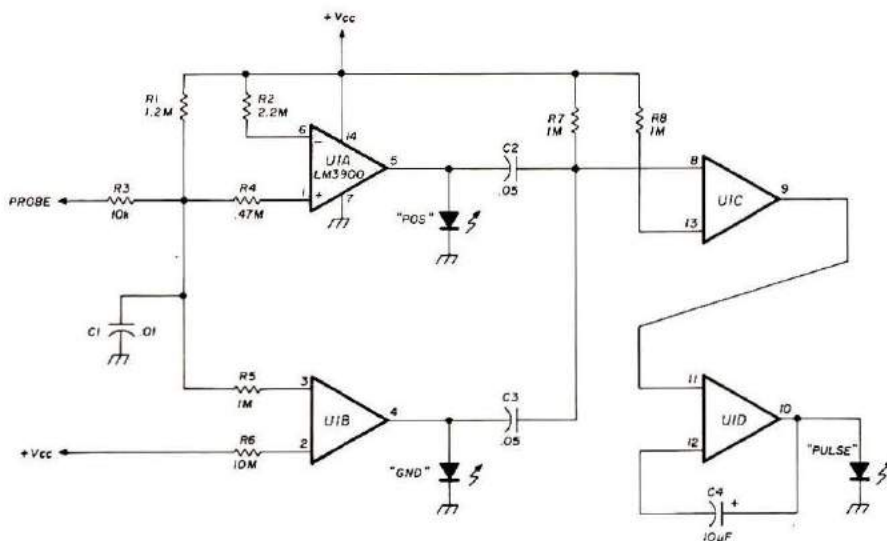 +Vcc
R1
1.2M
R2
2.2M
6
14
U1A
LM3900
5
1
7
−
+
R3
10k
PROBE
R4
.47M
"POS"
C2
.05
R7
1M
R8
1M
8
U1C
9
13
C1
.01
R5
1M
3
U1B
4
2
+Vcc
R6
10M
"GND"
C3
.05
11
U1D
10
12
"PULSE"
C4
+
10µF